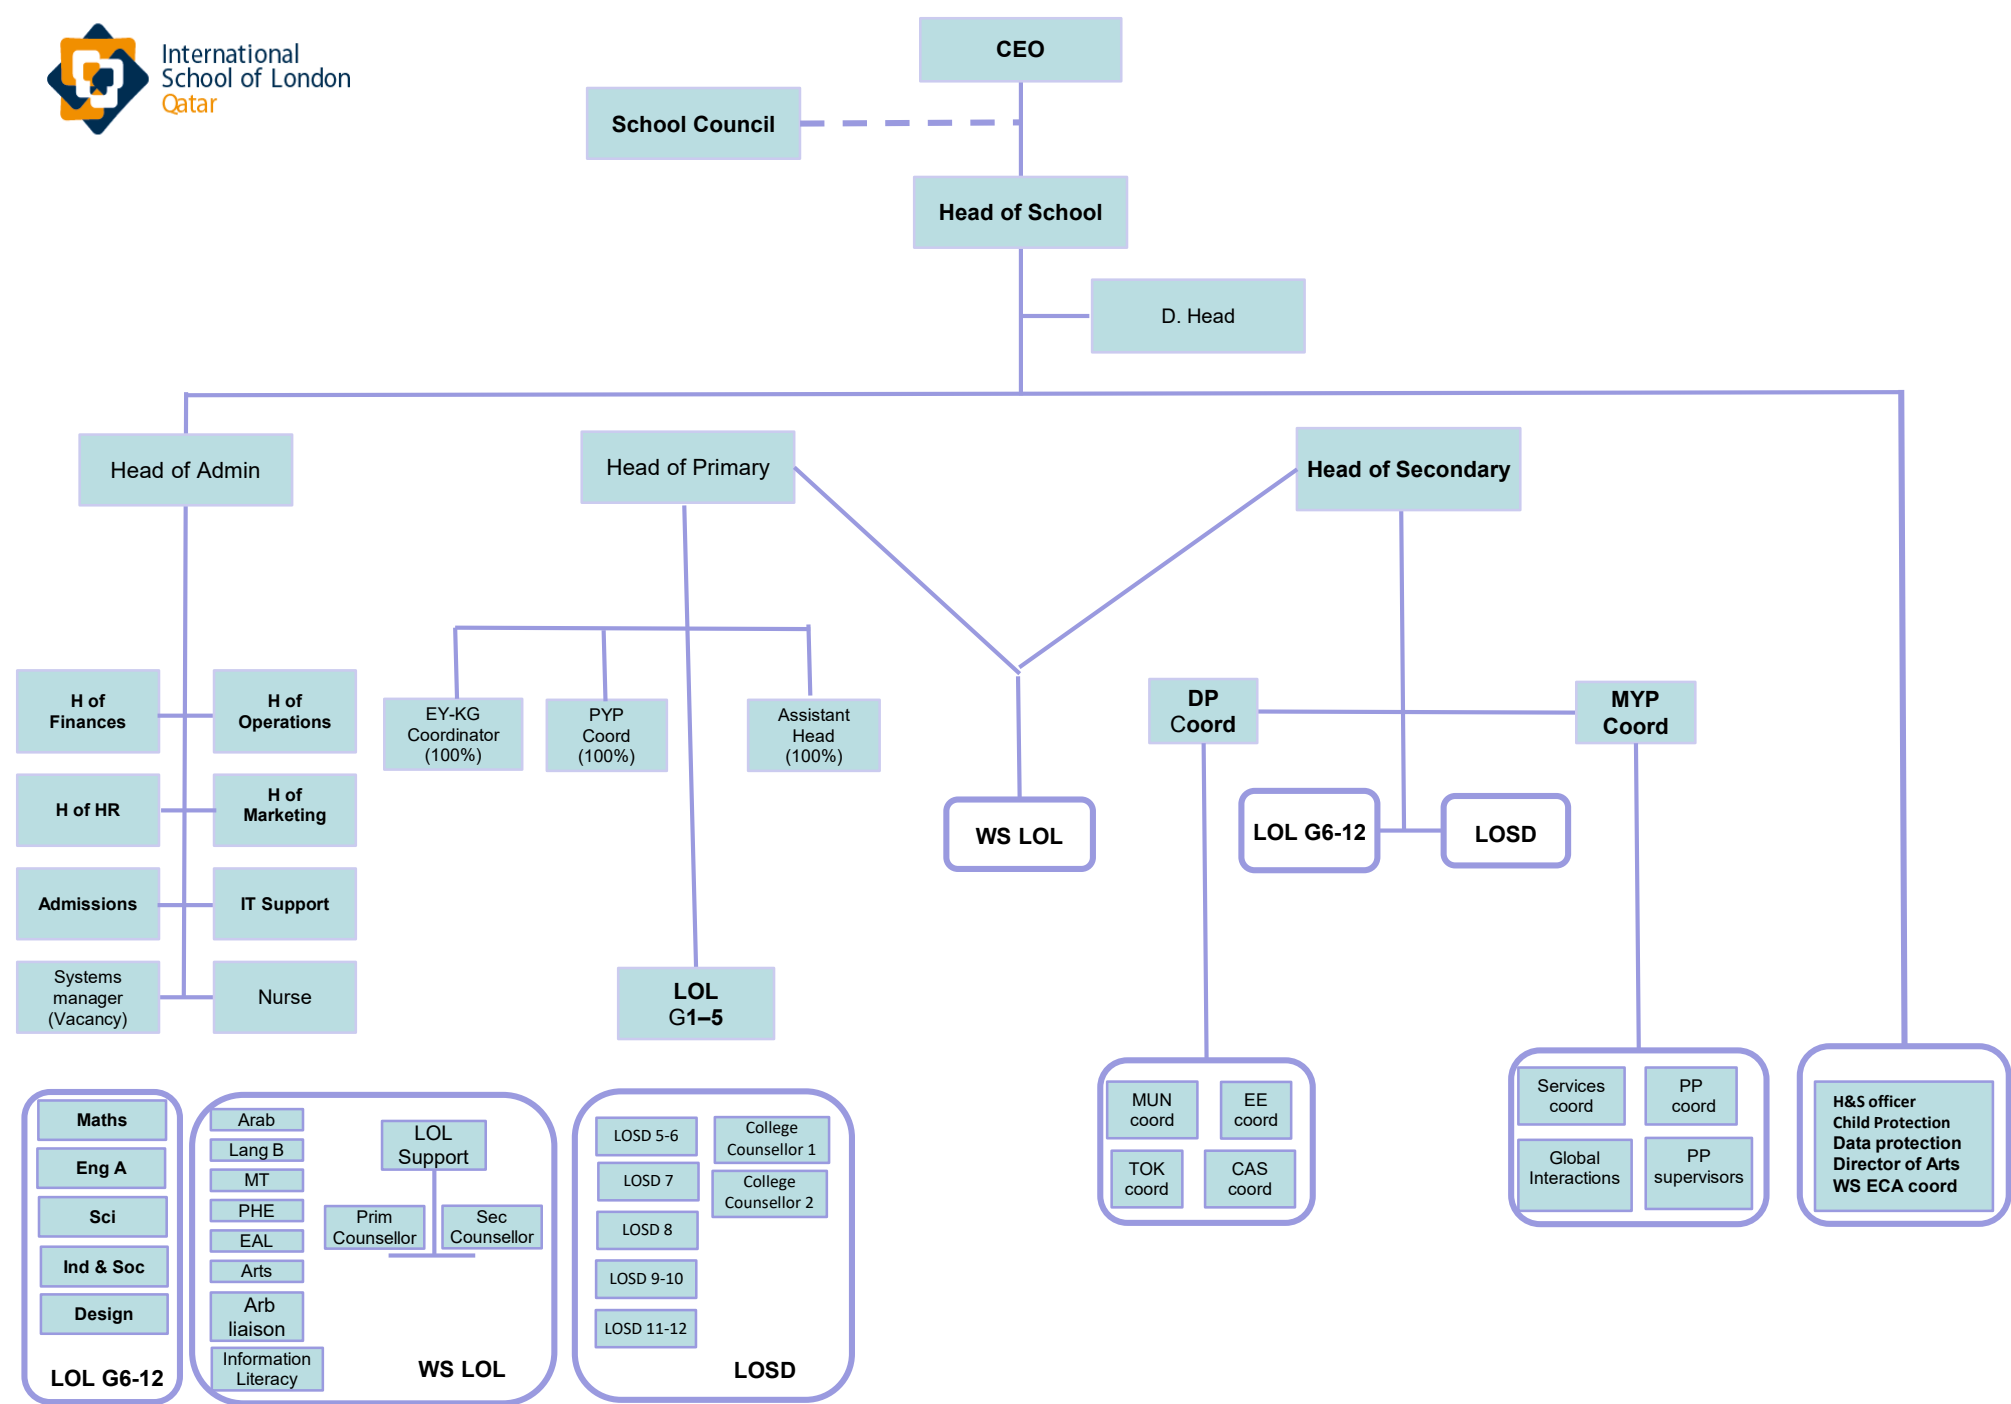 International
School of London
Qatar
CEO
School Council
Head of School
D. Head
Head of Admin
Head of Primary
Head of Secondary
H of
Finances
H of
Operations
H of HR
H of
Marketing
Admissions
IT Support
Systems
manager
(Vacancy)
Nurse
EY-KG
Coordinator
(100%)
PYP
Coord
(100%)
Assistant
Head
(100%)
LOL
G1–5
WS LOL
DP
Coord
MYP
Coord
LOL G6-12
LOSD
Maths
Eng A
Sci
Ind & Soc
Design
LOL G6-12
Arab
Lang B
MT
PHE
EAL
Arts
Arb
liaison
Information
Literacy
LOL
Support
Prim
Counsellor
Sec
Counsellor
WS LOL
LOSD 5-6
LOSD 7
LOSD 8
LOSD 9-10
LOSD 11-12
College
Counsellor 1
College
Counsellor 2
LOSD
MUN
coord
EE
coord
TOK
coord
CAS
coord
Services
coord
PP
coord
Global
Interactions
PP
supervisors
H&S officer
Child Protection
Data protection
Director of Arts
WS ECA coord